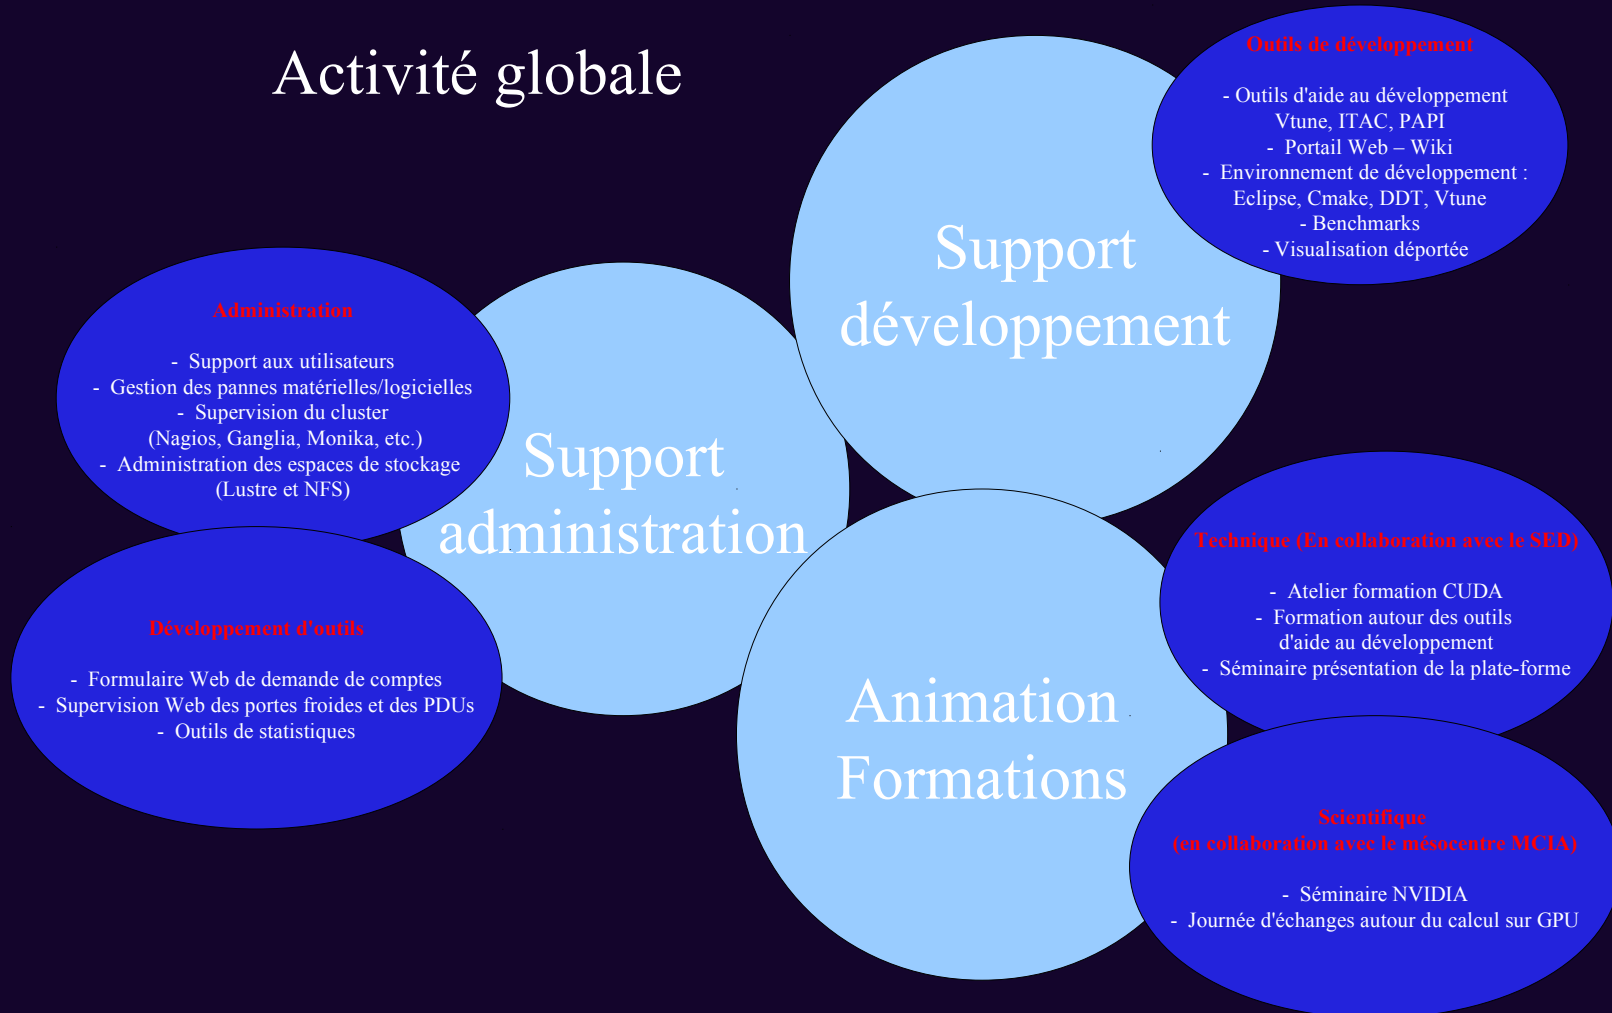 Activité globale
Outils de développement
- Outils d'aide au développement
Vtune, ITAC, PAPI
- Portail Web – Wiki
- Environnement de développement :
Eclipse, Cmake, DDT, Vtune
- Benchmarks
- Visualisation déportée
Support
développement
Administration
- Support aux utilisateurs
- Gestion des pannes matérielles/logicielles
- Supervision du cluster
(Nagios, Ganglia, Monika, etc.)
- Administration des espaces de stockage
(Lustre et NFS)
Support
administration
Développement d'outils
- Formulaire Web de demande de comptes
- Supervision Web des portes froides et des PDUs
- Outils de statistiques
Technique (En collaboration avec le SED)
- Atelier formation CUDA
- Formation autour des outils
d'aide au développement
- Séminaire présentation de la plate-forme
Animation
Formations
Scientifique
(en collaboration avec le mésocentre MCIA)
- Séminaire NVIDIA
- Journée d'échanges autour du calcul sur GPU